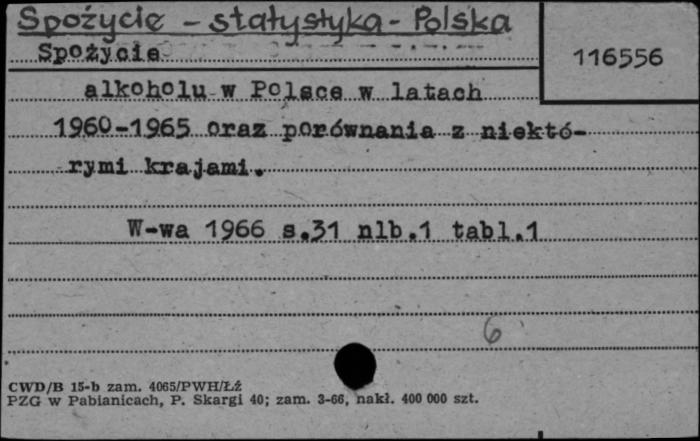 Spożycie - statystyka - Polska
Spożycie
116556
alkoholu w Polsce w latach
1960-1965 oraz porównania z niektó-
rymi krajami.
W-wa 1966 s.31 nlb.1 tabl.1
6
CWD/B 15-b zam. 4065/PWH/Łź
PZG w Pabianicach, P. Skargi 40; zam. 3-66, nakł. 400 000 szt.